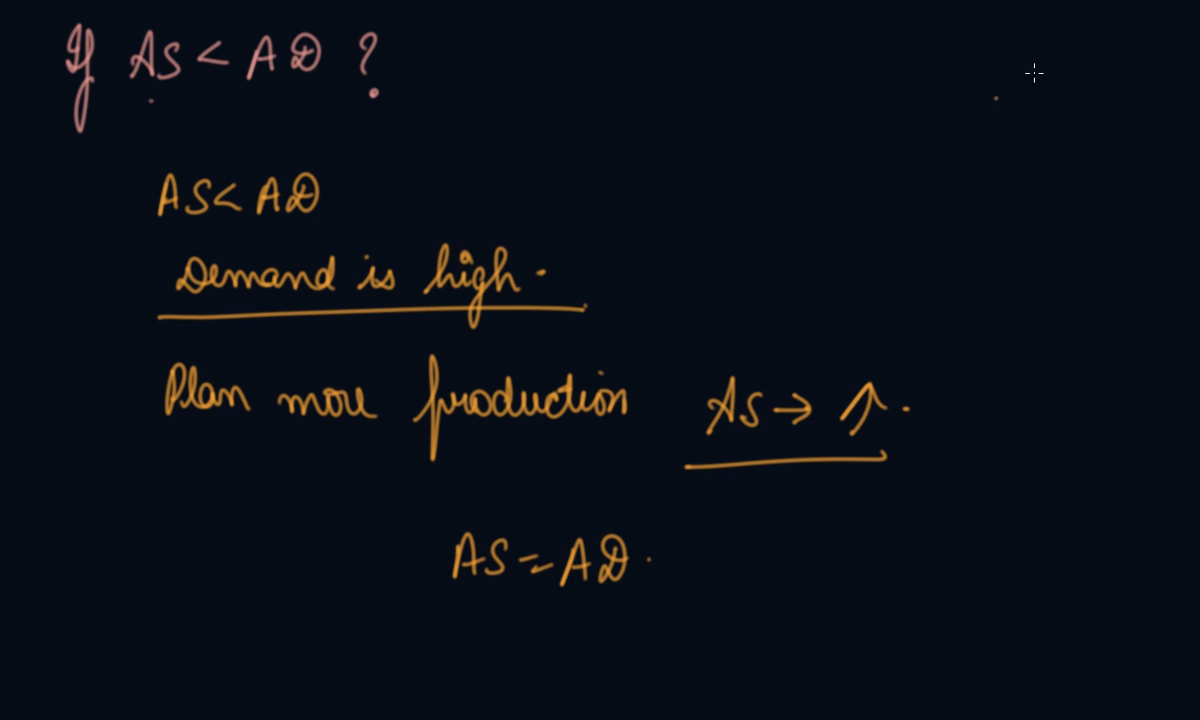 If AS < AD ?
AS < AD
Demand is high.
Plan more production AS → ↑.
AS = AD.